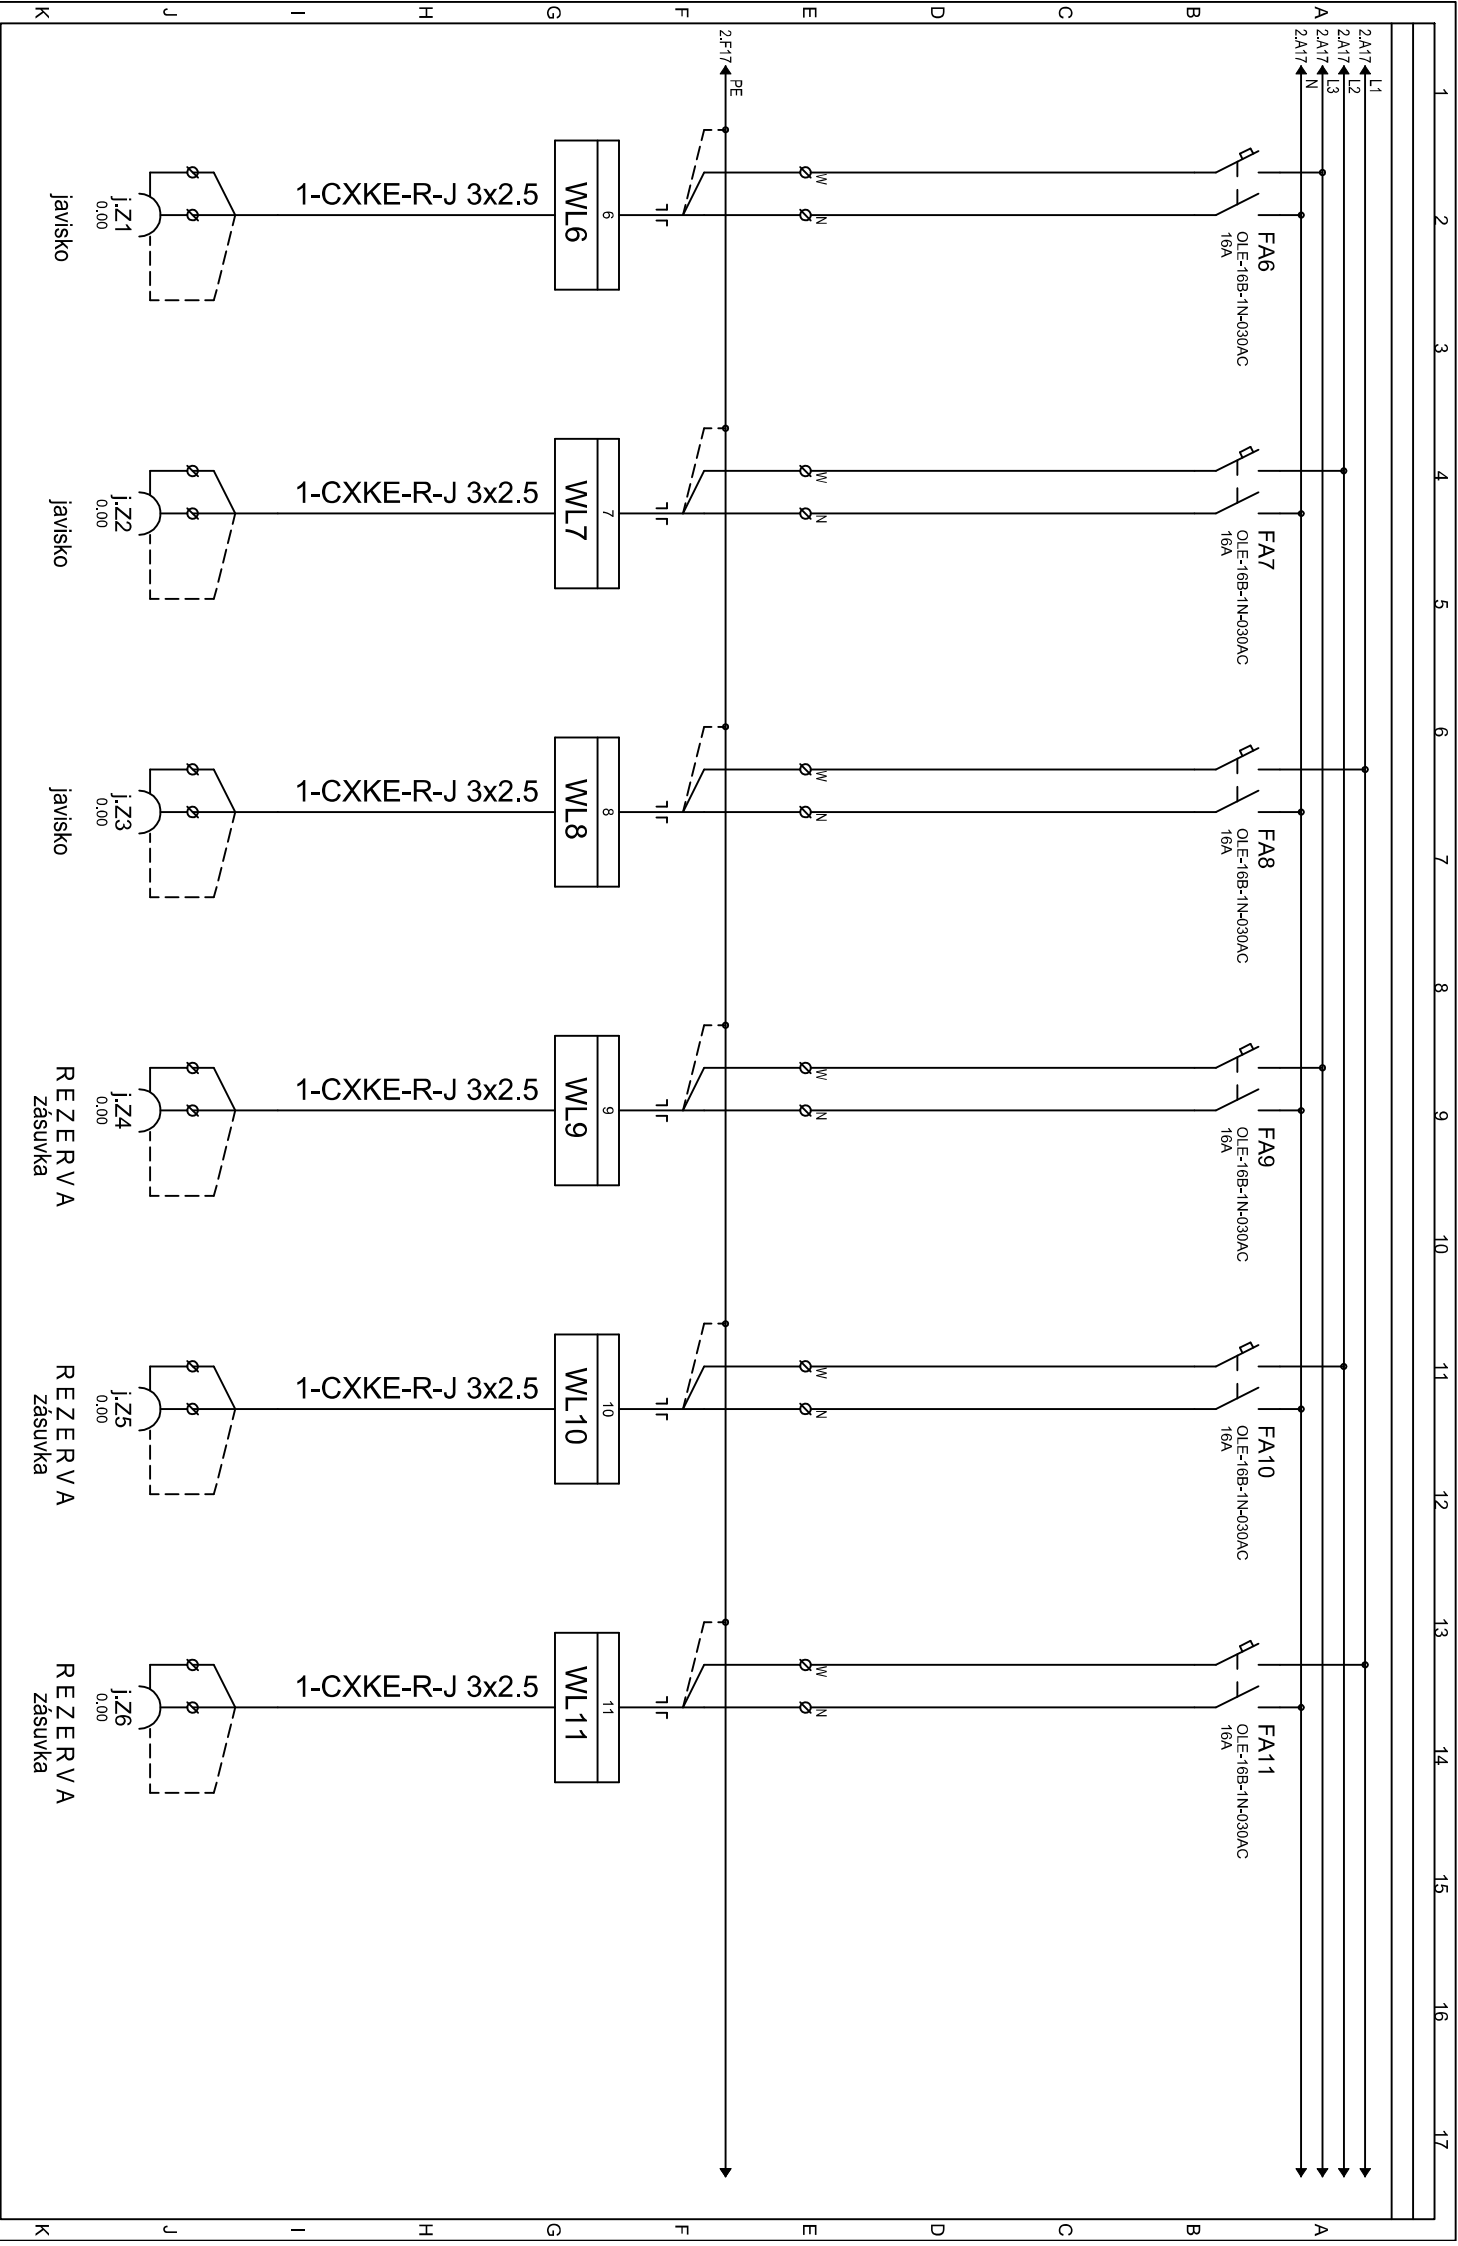 1 2 3 4 5 6 7 8 9 10 11 12 13 14 15 16 17
A A
B B
C C
D D
E E
F F
G G
H H
I I
J J
K K
2.A17 L1
2.A17 L2
2.A17 L3
2.A17 N
2.F17 PE
FA6
OLE-16B-1N-030AC
16A
W N
6
WL6
1-CXKE-R-J 3x2.5
j.Z1
0.00
javisko
FA7
OLE-16B-1N-030AC
16A
W N
7
WL7
1-CXKE-R-J 3x2.5
j.Z2
0.00
javisko
FA8
OLE-16B-1N-030AC
16A
W N
8
WL8
1-CXKE-R-J 3x2.5
j.Z3
0.00
javisko
FA9
OLE-16B-1N-030AC
16A
W N
9
WL9
1-CXKE-R-J 3x2.5
j.Z4
0.00
R E Z E R V A
zásuvka
FA10
OLE-16B-1N-030AC
16A
W N
10
WL10
1-CXKE-R-J 3x2.5
j.Z5
0.00
R E Z E R V A
zásuvka
FA11
OLE-16B-1N-030AC
16A
W N
11
WL11
1-CXKE-R-J 3x2.5
j.Z6
0.00
R E Z E R V A
zásuvka